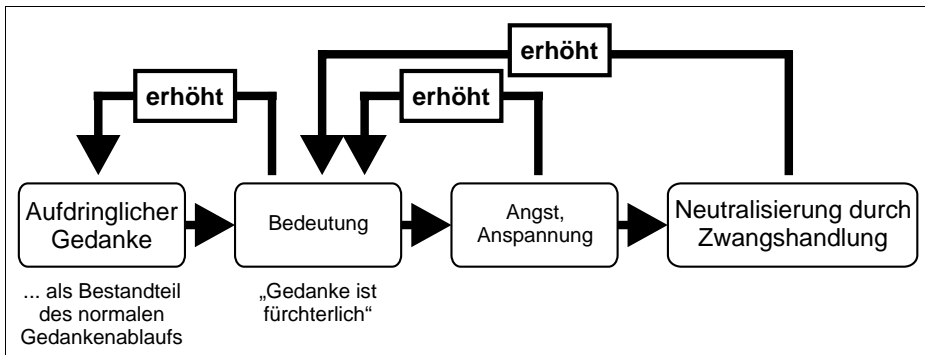 erhöht
erhöht
erhöht
Aufdringlicher
Gedanke
Bedeutung
Angst,
Anspannung
Neutralisierung durch
Zwangshandlung
... als Bestandteil
des normalen
Gedankenablaufs
„Gedanke ist
fürchterlich“